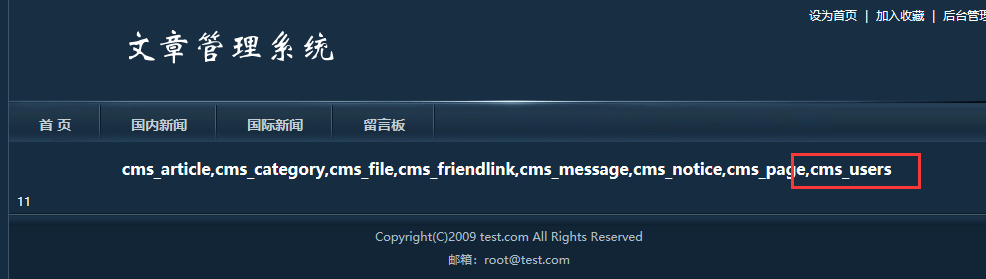 设为首页 | 加入收藏 | 后台管理
文章管理系统
首 页 国内新闻 国际新闻 留言板
cms_article,cms_category,cms_file,cms_friendlink,cms_message,cms_notice,cms_page,cms_users
11
Copyright(C)2009 test.com All Rights Reserved
邮箱：root@test.com